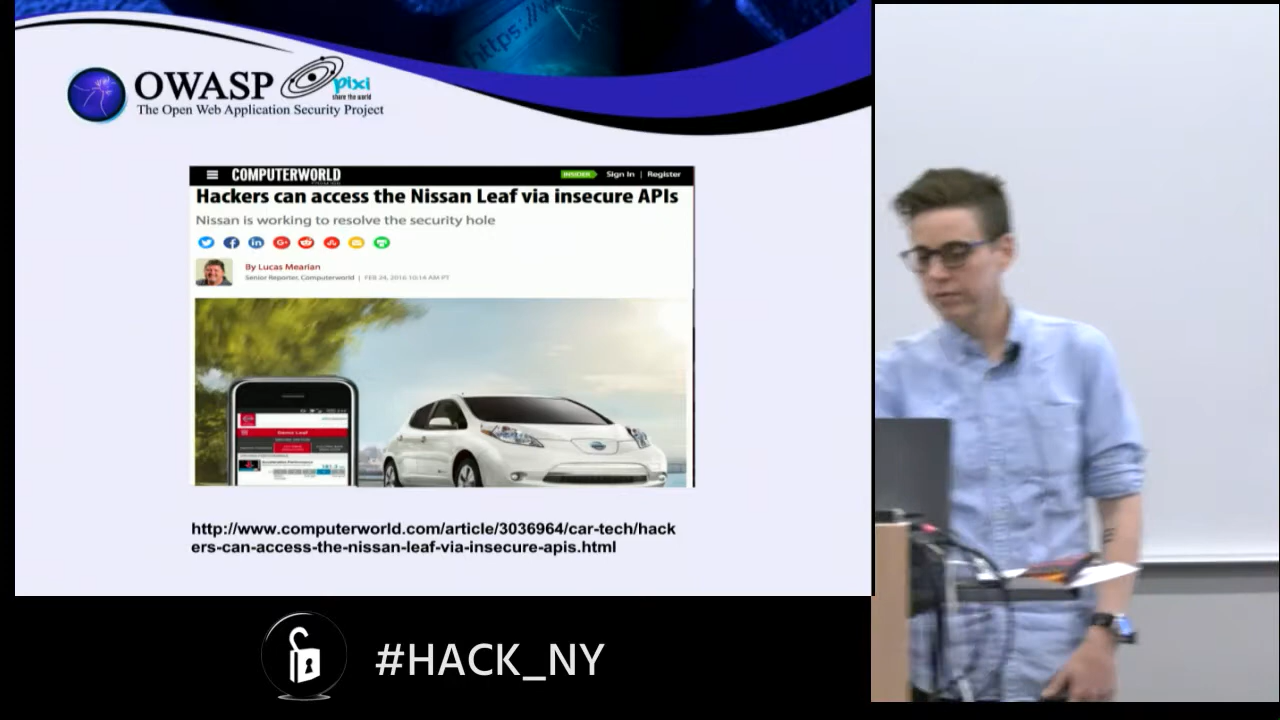 https://
OWASP
pixi
share the world
The Open Web Application Security Project
COMPUTERWORLD
INSIDER
Sign In | Register
Hackers can access the Nissan Leaf via insecure APIs
Nissan is working to resolve the security hole
By Lucas Mearian
Senior Reporter, Computerworld | FEB 24, 2016 10:14 AM PT
http://www.computerworld.com/article/3036964/car-tech/hack
ers-can-access-the-nissan-leaf-via-insecure-apis.html
#HACK_NY